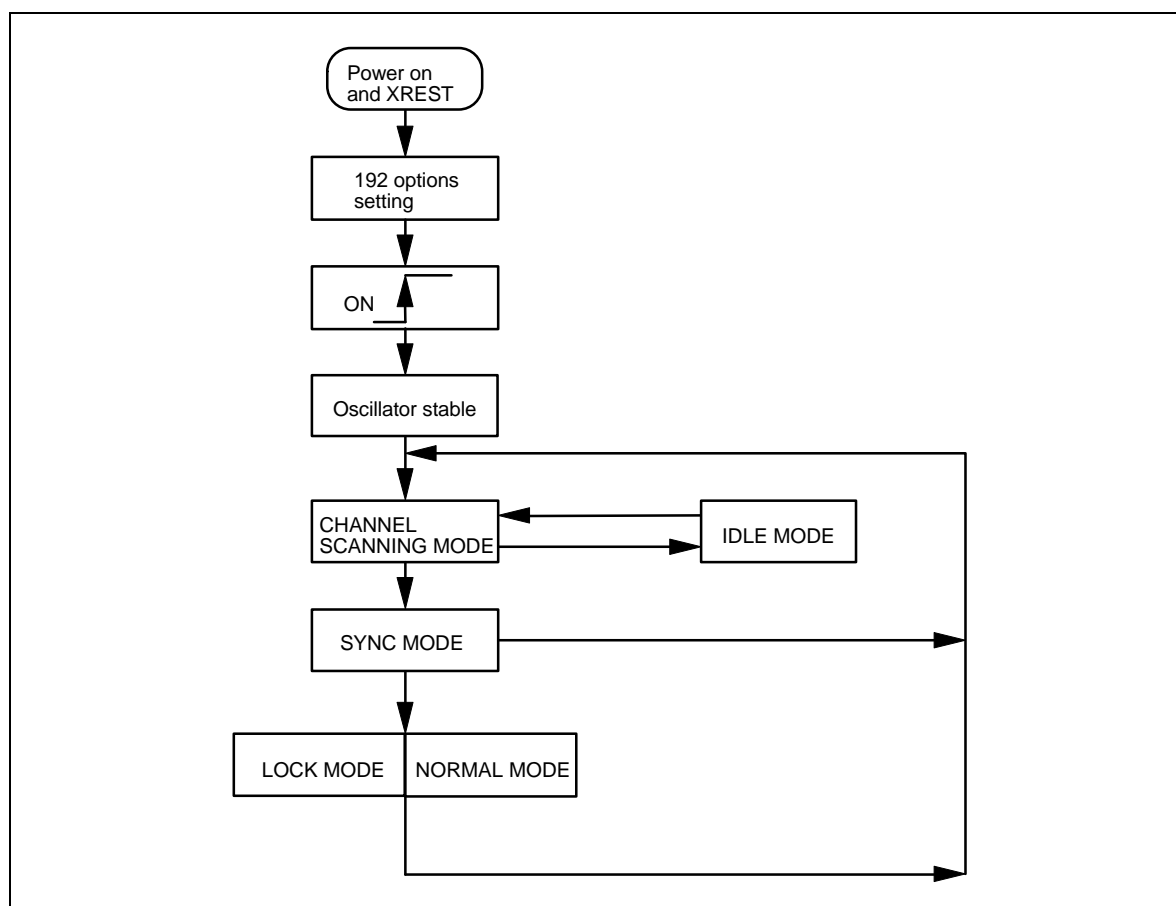 Power on
and XREST
192 options
setting
ON
Oscillator stable
CHANNEL
SCANNING MODE
IDLE MODE
SYNC MODE
LOCK MODE
NORMAL MODE